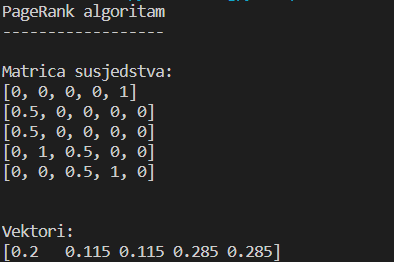 PageRank algoritam
------------------
Matrica susjedstva:
[0, 0, 0, 0, 1]
[0.5, 0, 0, 0, 0]
[0.5, 0, 0, 0, 0]
[0, 1, 0.5, 0, 0]
[0, 0, 0.5, 1, 0]
Vektori:
[0.2   0.115 0.115 0.285 0.285]